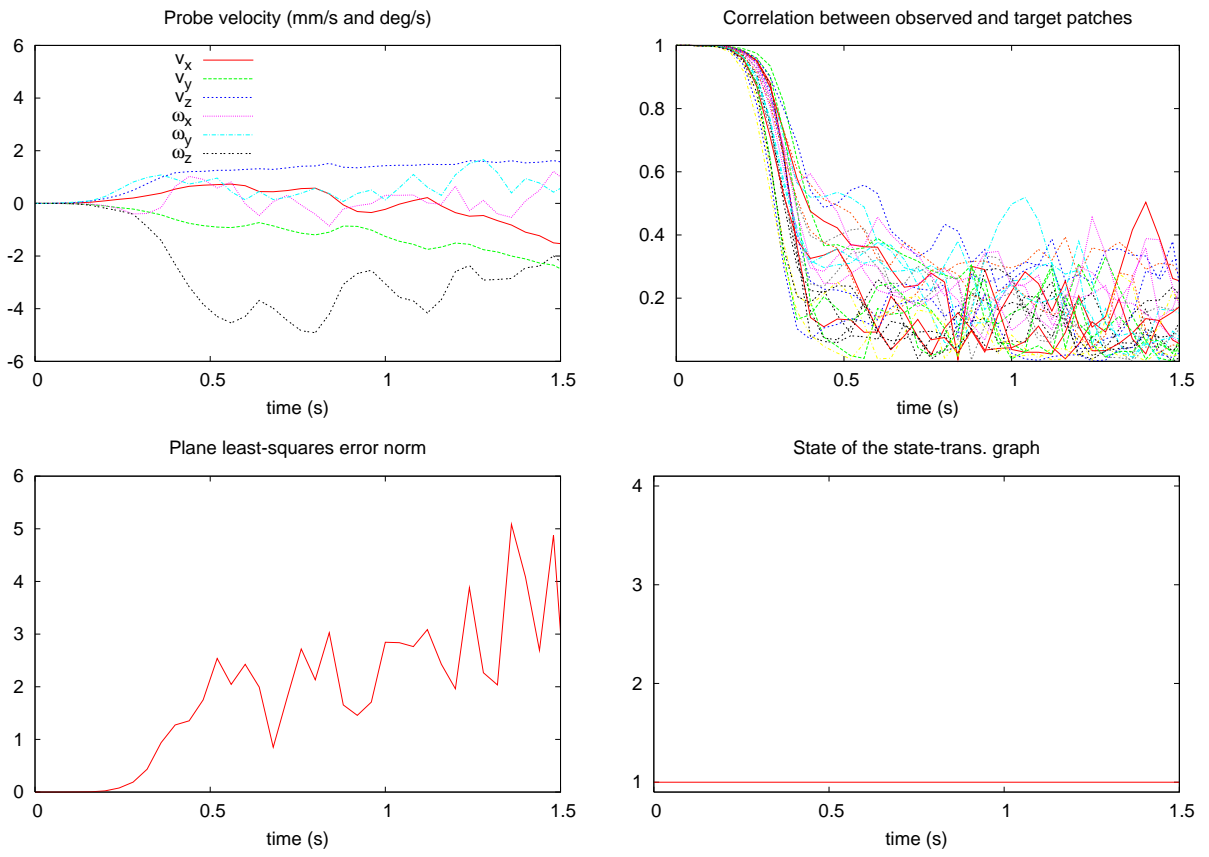 Probe velocity (mm/s and deg/s)
6
4
2
0
-2
-4
-6
0
0.5
1
1.5
time (s)
v_x
v_y
v_z
ω_x
ω_y
ω_z
Correlation between observed and target patches
1
0.8
0.6
0.4
0.2
0
0.5
1
1.5
time (s)
Plane least-squares error norm
6
5
4
3
2
1
0
0
0.5
1
1.5
time (s)
State of the state-trans. graph
4
3
2
1
0
0.5
1
1.5
time (s)